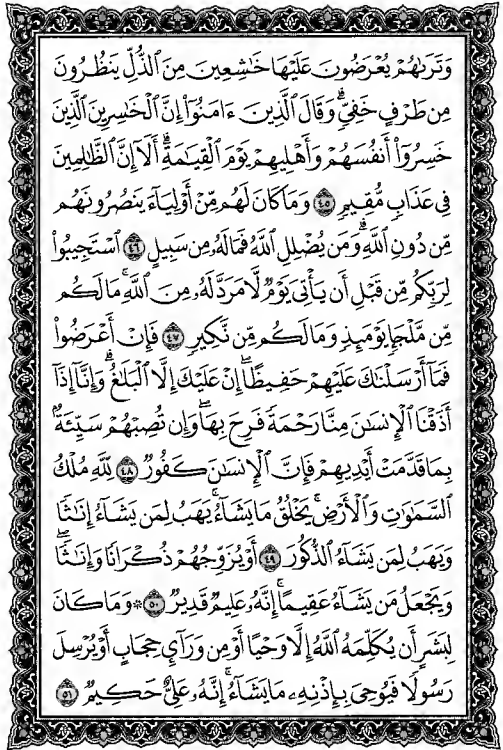 وَتَرَىٰهُمْ يُعْرَضُونَ عَلَيْهَا خَٰشِعِينَ مِنَ ٱلذُّلِّ يَنظُرُونَ
مِن طَرْفٍ خَفِىٍّ ۗ وَقَالَ ٱلَّذِينَ ءَامَنُوٓا۟ إِنَّ ٱلْخَٰسِرِينَ ٱلَّذِينَ
خَسِرُوٓا۟ أَنفُسَهُمْ وَأَهْلِيهِمْ يَوْمَ ٱلْقِيَٰمَةِ ۗ أَلَآ إِنَّ ٱلظَّٰلِمِينَ
فِى عَذَابٍ مُّقِيمٍ ٤٥ وَمَا كَانَ لَهُم مِّنْ أَوْلِيَآءَ يَنصُرُونَهُم
مِّن دُونِ ٱللَّهِ ۗ وَمَن يُضْلِلِ ٱللَّهُ فَمَا لَهُۥ مِن سَبِيلٍ ٤٦ ٱسْتَجِيبُوا۟
لِرَبِّكُم مِّن قَبْلِ أَن يَأْتِىَ يَوْمٌ لَّا مَرَدَّ لَهُۥ مِنَ ٱللَّهِ ۚ مَا لَكُم
مِّن مَّلْجَإٍ يَوْمَئِذٍ وَمَا لَكُم مِّن نَّكِيرٍ ٤٧ فَإِنْ أَعْرَضُوا۟
فَمَآ أَرْسَلْنَٰكَ عَلَيْهِمْ حَفِيظًا ۖ إِنْ عَلَيْكَ إِلَّا ٱلْبَلَٰغُ ۗ وَإِنَّآ إِذَآ
أَذَقْنَا ٱلْإِنسَٰنَ مِنَّا رَحْمَةً فَرِحَ بِهَا ۖ وَإِن تُصِبْهُمْ سَيِّئَةٌۢ
بِمَا قَدَّمَتْ أَيْدِيهِمْ فَإِنَّ ٱلْإِنسَٰنَ كَفُورٌ ٤٨ لِّلَّهِ مُلْكُ
ٱلسَّمَٰوَٰتِ وَٱلْأَرْضِ ۚ يَخْلُقُ مَا يَشَآءُ ۚ يَهَبُ لِمَن يَشَآءُ إِنَٰثًا
وَيَهَبُ لِمَن يَشَآءُ ٱلذُّكُورَ ٤٩ أَوْ يُزَوِّجُهُمْ ذُكْرَانًا وَإِنَٰثًا ۖ
وَيَجْعَلُ مَن يَشَآءُ عَقِيمًا ۚ إِنَّهُۥ عَلِيمٌ قَدِيرٌ ٥٠ * وَمَا كَانَ
لِبَشَرٍ أَن يُكَلِّمَهُ ٱللَّهُ إِلَّا وَحْيًا أَوْ مِن وَرَآئِ حِجَابٍ أَوْ يُرْسِلَ
رَسُولًا فَيُوحِىَ بِإِذْنِهِۦ مَا يَشَآءُ ۚ إِنَّهُۥ عَلِىٌّ حَكِيمٌ ٥١